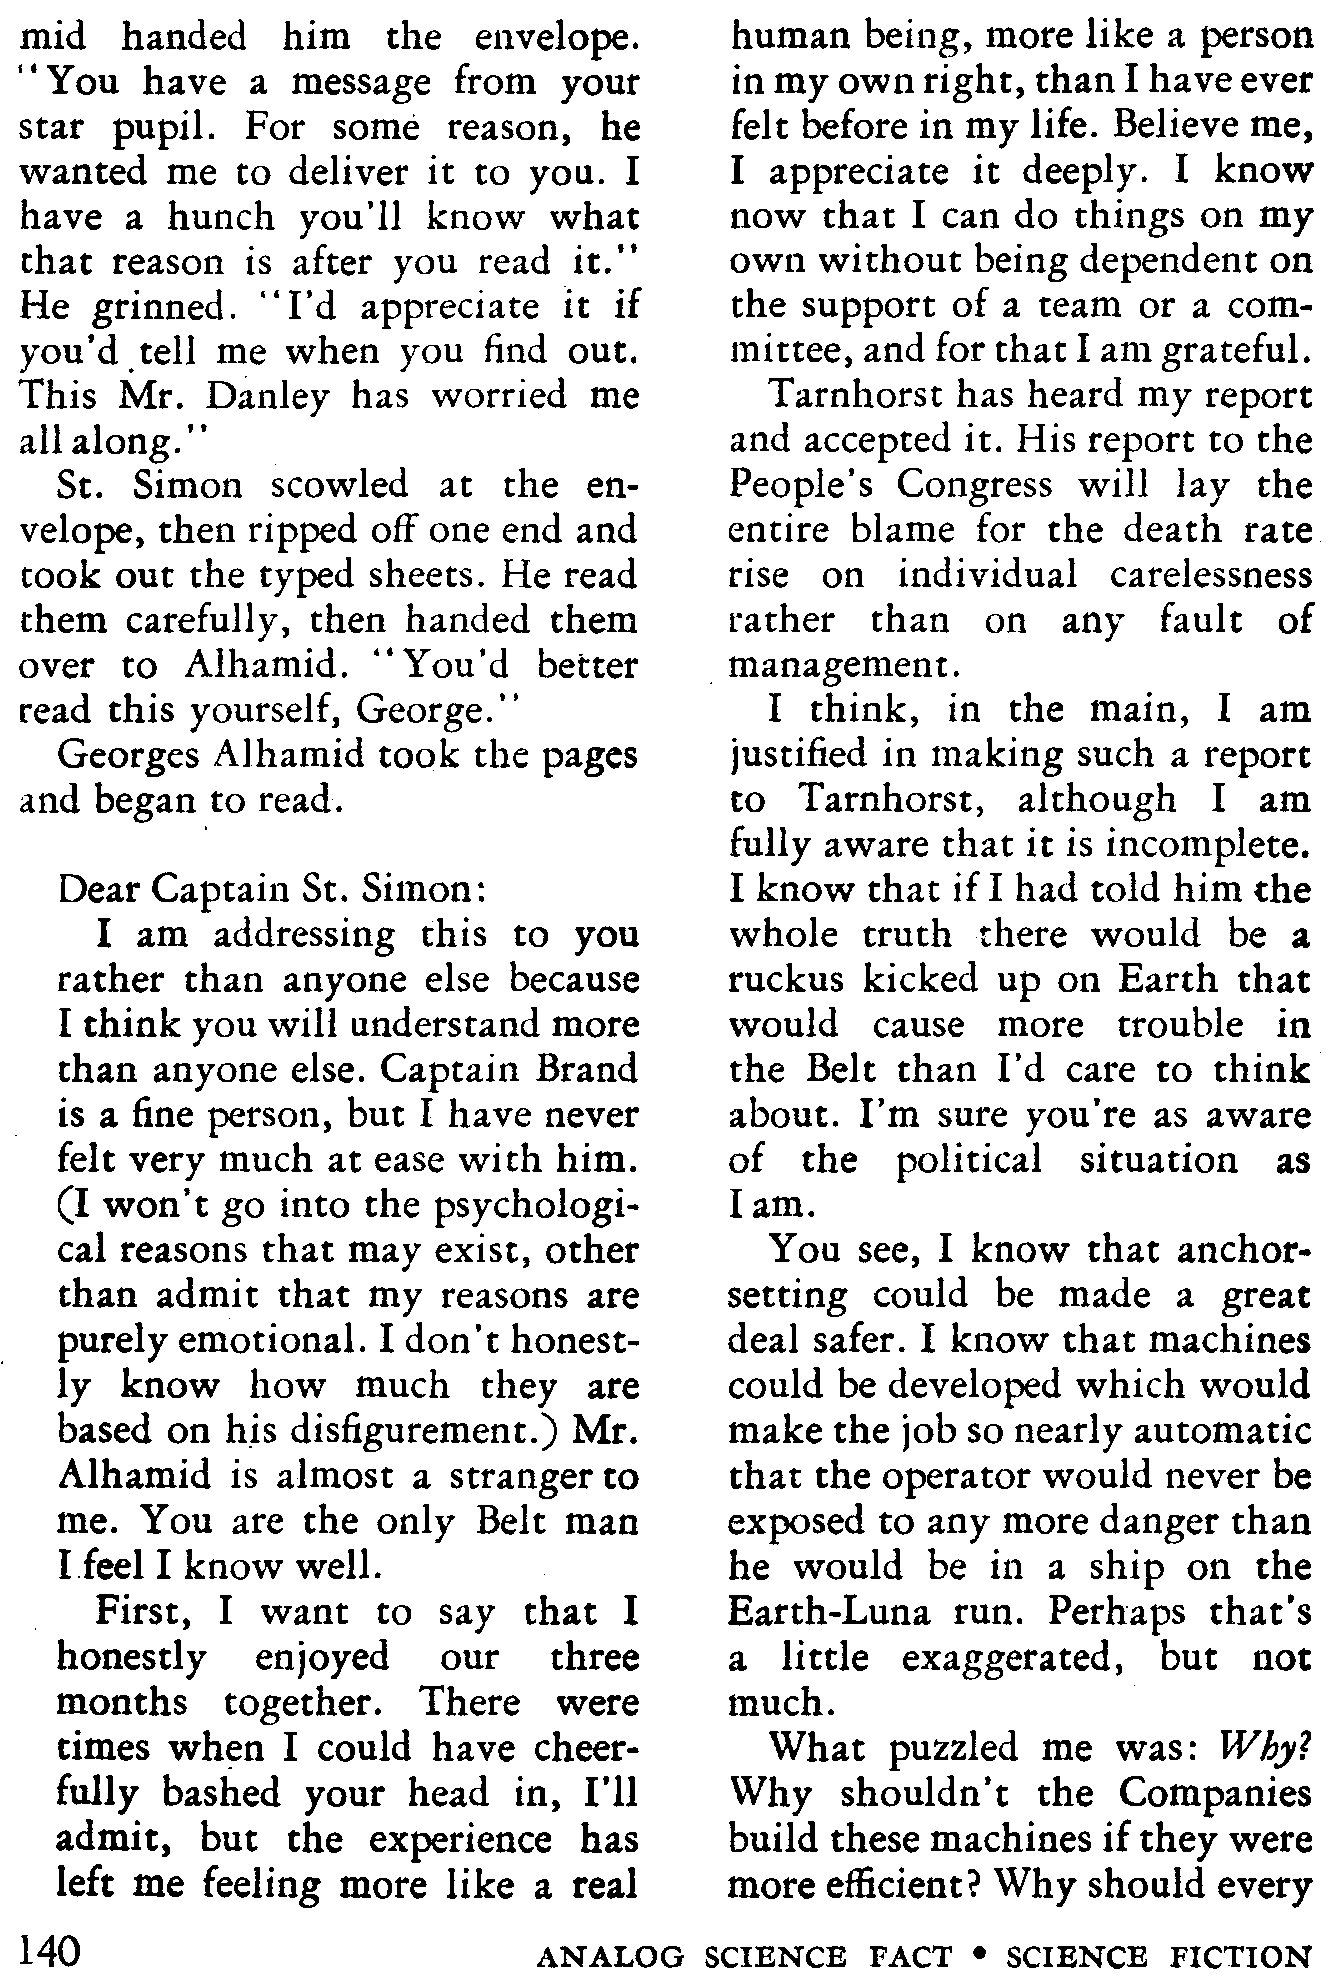 mid handed him the envelope.
"You have a message from your
star pupil. For some reason, he
wanted me to deliver it to you. I
have a hunch you'll know what
that reason is after you read it."
He grinned. "I'd appreciate it if
you'd tell me when you find out.
This Mr. Danley has worried me
all along."
St. Simon scowled at the en-
velope, then ripped off one end and
took out the typed sheets. He read
them carefully, then handed them
over to Alhamid. "You'd better
read this yourself, George."
Georges Alhamid took the pages
and began to read.
Dear Captain St. Simon:
I am addressing this to you
rather than anyone else because
I think you will understand more
than anyone else. Captain Brand
is a fine person, but I have never
felt very much at ease with him.
(I won't go into the psychologi-
cal reasons that may exist, other
than admit that my reasons are
purely emotional. I don't honest-
ly know how much they are
based on his disfigurement.) Mr.
Alhamid is almost a stranger to
me. You are the only Belt man
I feel I know well.
First, I want to say that I
honestly enjoyed our three
months together. There were
times when I could have cheer-
fully bashed your head in, I'll
admit, but the experience has
left me feeling more like a real
human being, more like a person
in my own right, than I have ever
felt before in my life. Believe me,
I appreciate it deeply. I know
now that I can do things on my
own without being dependent on
the support of a team or a com-
mittee, and for that I am grateful.
Tarnhorst has heard my report
and accepted it. His report to the
People's Congress will lay the
entire blame for the death rate
rise on individual carelessness
rather than on any fault of
management.
I think, in the main, I am
justified in making such a report
to Tarnhorst, although I am
fully aware that it is incomplete.
I know that if I had told him the
whole truth there would be a
ruckus kicked up on Earth that
would cause more trouble in
the Belt than I'd care to think
about. I'm sure you're as aware
of the political situation as
I am.
You see, I know that anchor-
setting could be made a great
deal safer. I know that machines
could be developed which would
make the job so nearly automatic
that the operator would never be
exposed to any more danger than
he would be in a ship on the
Earth-Luna run. Perhaps that's
a little exaggerated, but not
much.
What puzzled me was: Why?
Why shouldn't the Companies
build these machines if they were
more efficient? Why should every
140
ANALOG SCIENCE FACT • SCIENCE FICTION